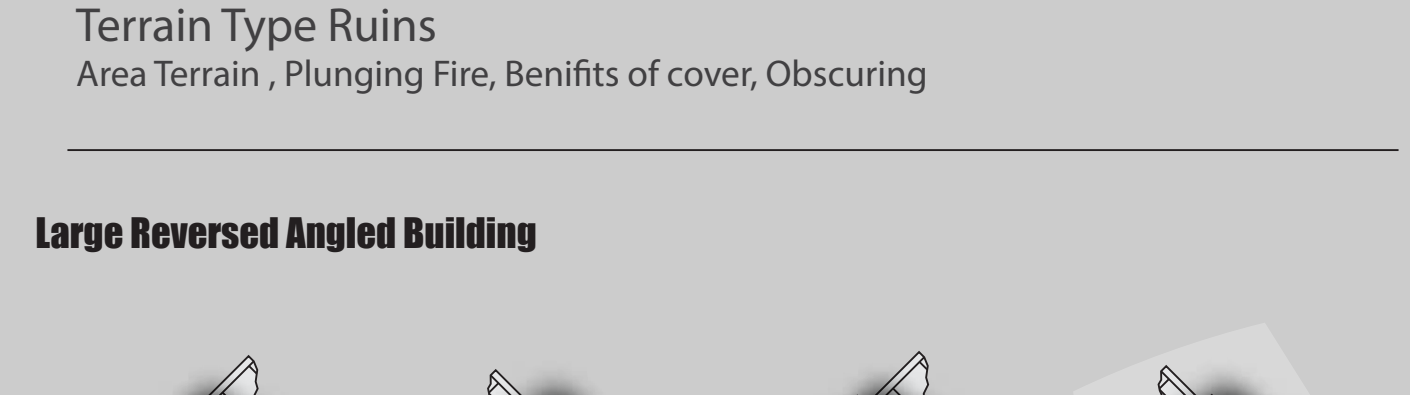 Terrain Type Ruins
Area Terrain , Plunging Fire, Benifits of cover, Obscuring
Large Reversed Angled Building